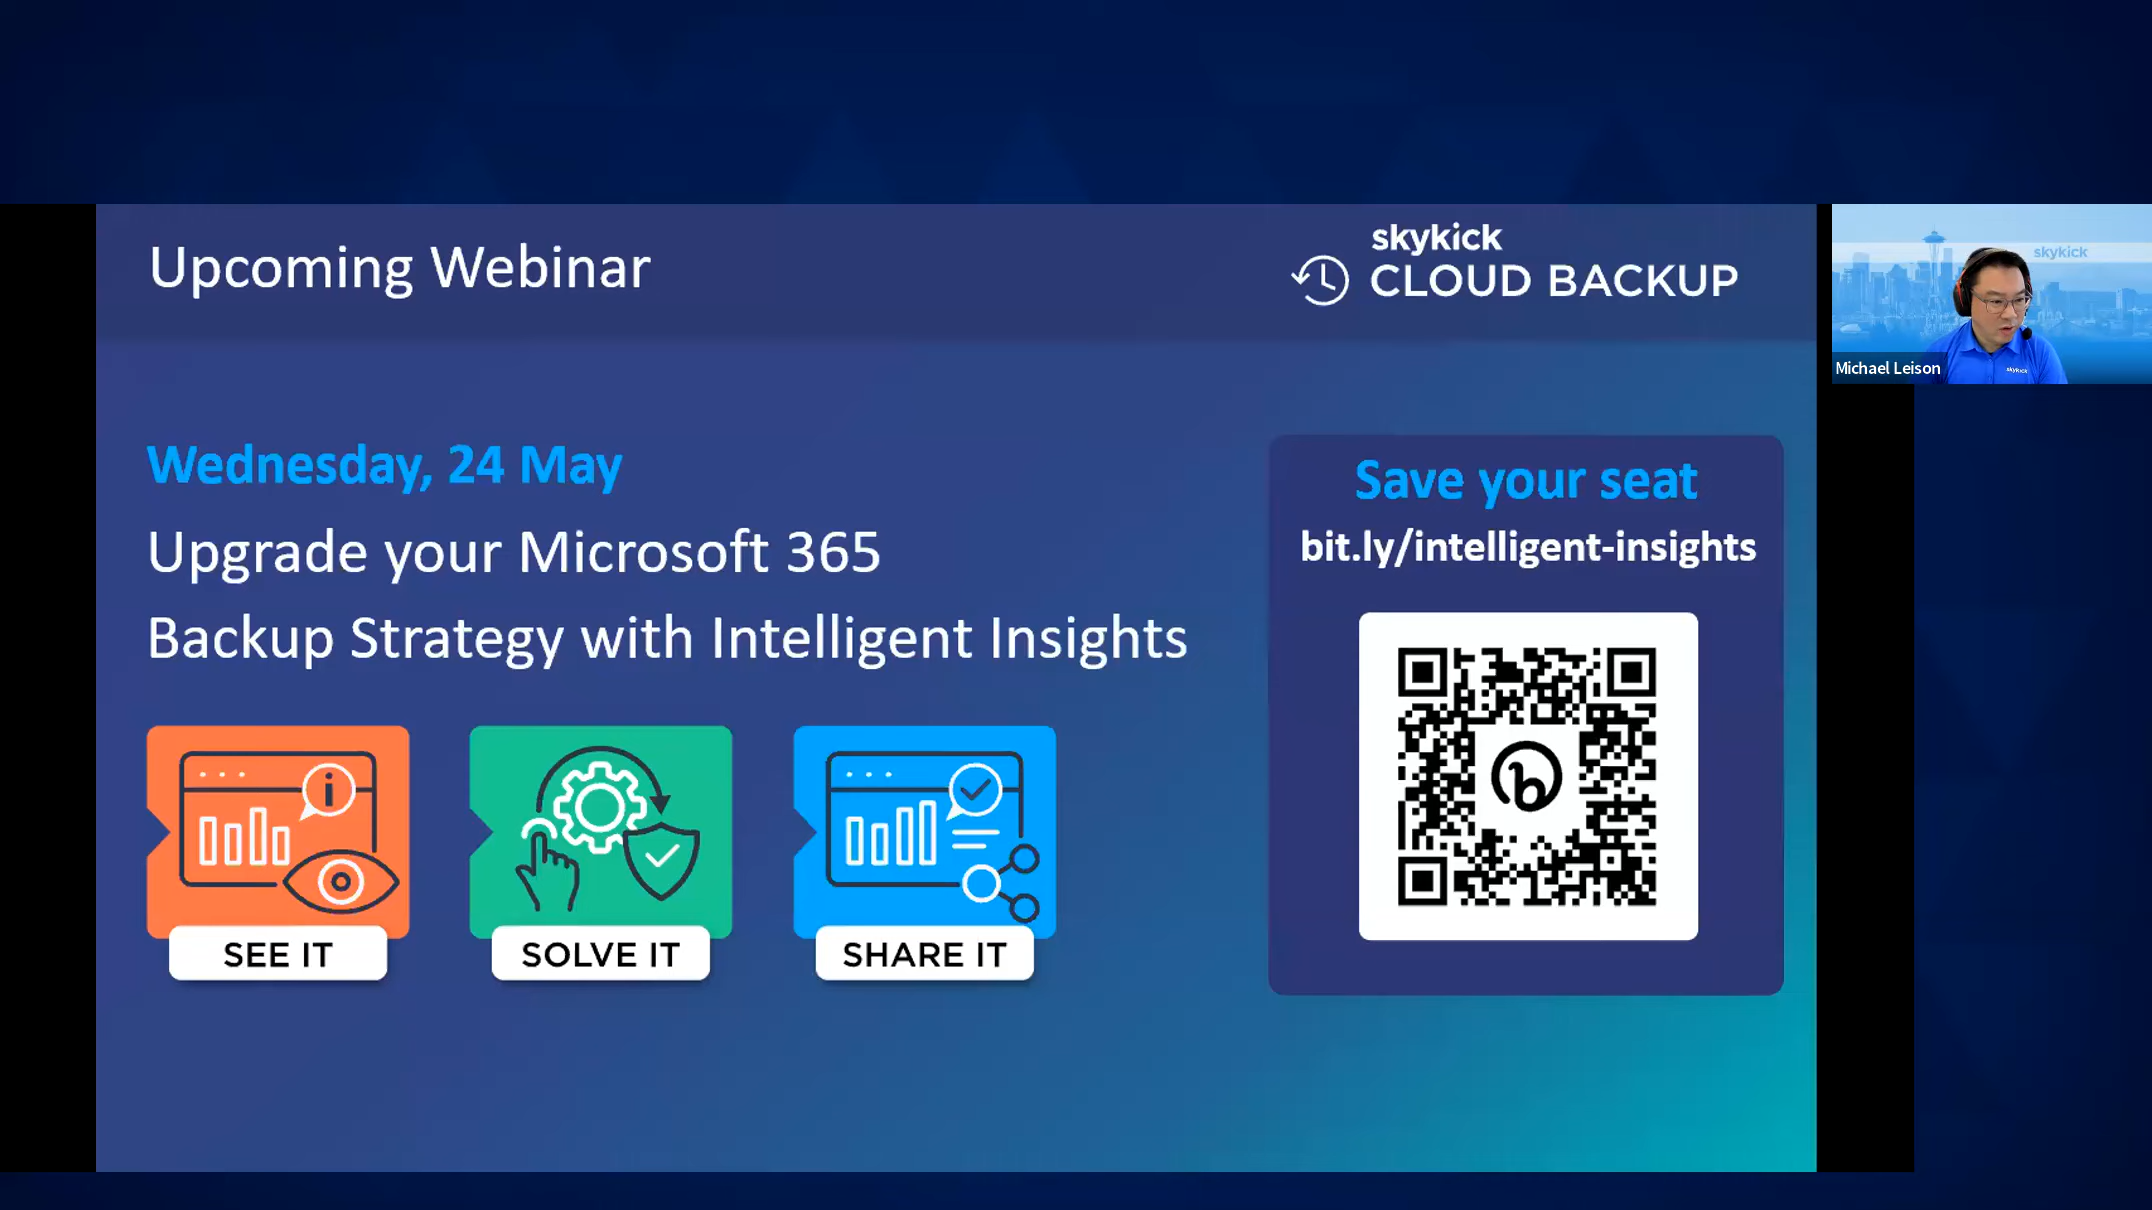 Upcoming Webinar
skykick
CLOUD BACKUP
skykick
Michael Leison
skykick
Wednesday, 24 May
Upgrade your Microsoft 365
Backup Strategy with Intelligent Insights
Save your seat
bit.ly/intelligent-insights
SEE IT
SOLVE IT
SHARE IT